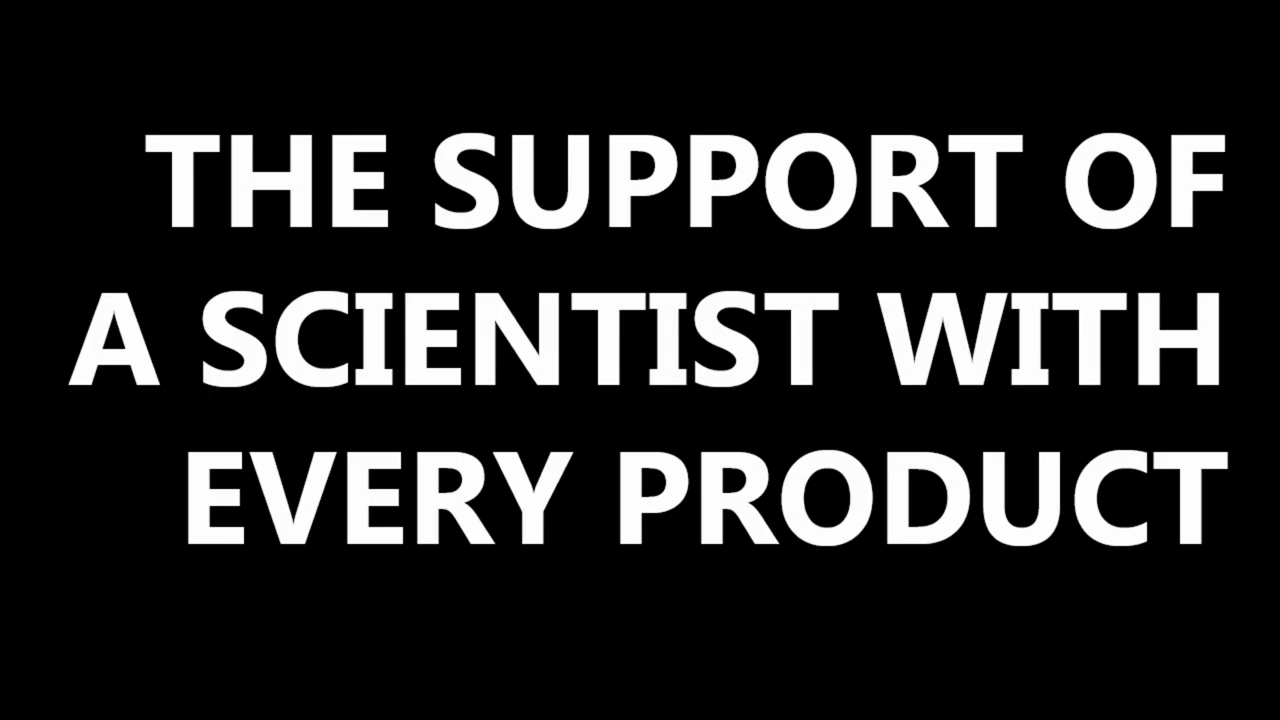 THE SUPPORT OF
A SCIENTIST WITH
EVERY PRODUCT